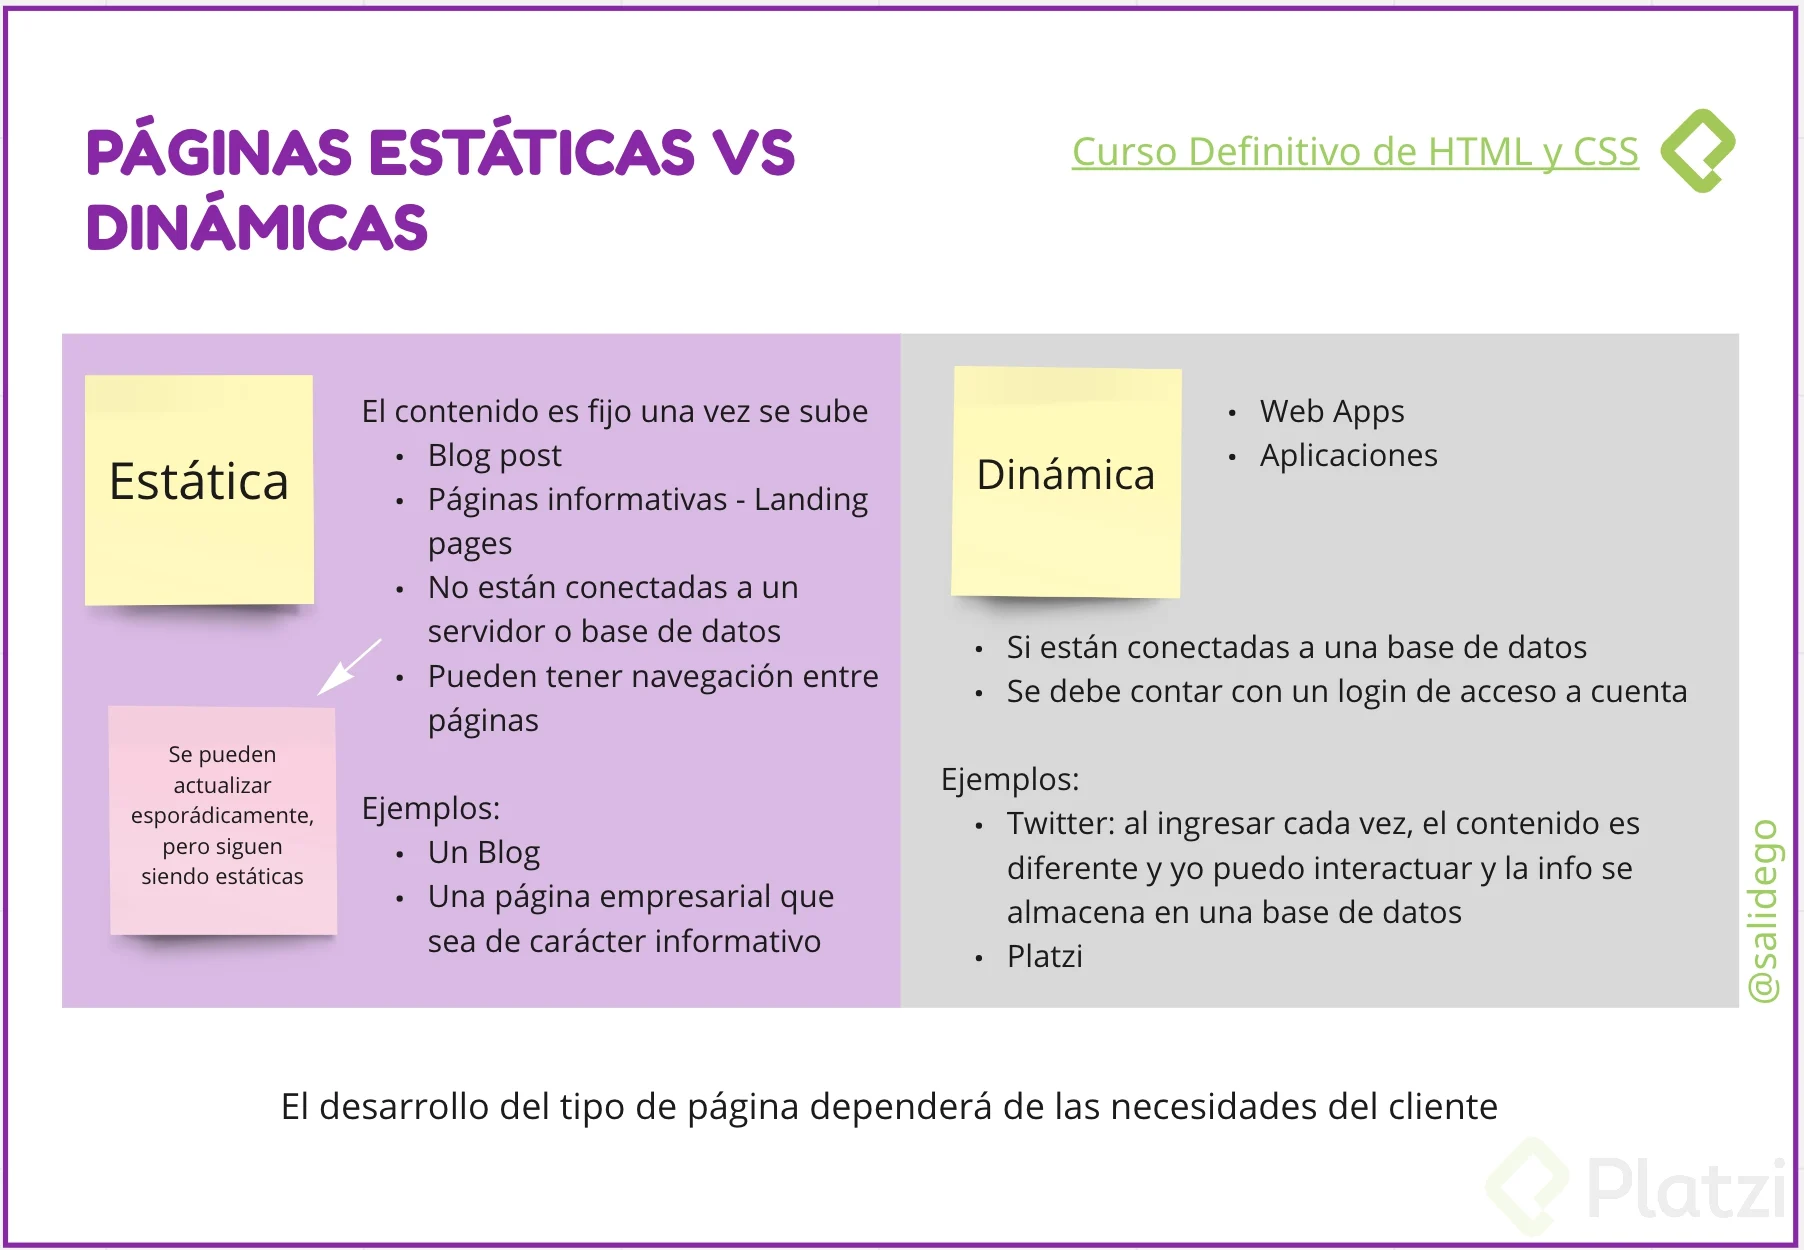 PÁGINAS ESTÁTICAS VS
DINÁMICAS
Curso Definitivo de HTML y CSS
Estática
El contenido es fijo una vez se sube
• Blog post
• Páginas informativas - Landing
pages
• No están conectadas a un
servidor o base de datos
• Pueden tener navegación entre
páginas
Se pueden
actualizar
esporádicamente,
pero siguen
siendo estáticas
Ejemplos:
• Un Blog
• Una página empresarial que
sea de carácter informativo
Dinámica
• Web Apps
• Aplicaciones
• Si están conectadas a una base de datos
• Se debe contar con un login de acceso a cuenta
Ejemplos:
• Twitter: al ingresar cada vez, el contenido es
diferente y yo puedo interactuar y la info se
almacena en una base de datos
• Platzi
@salidego
El desarrollo del tipo de página dependerá de las necesidades del cliente
Platzi